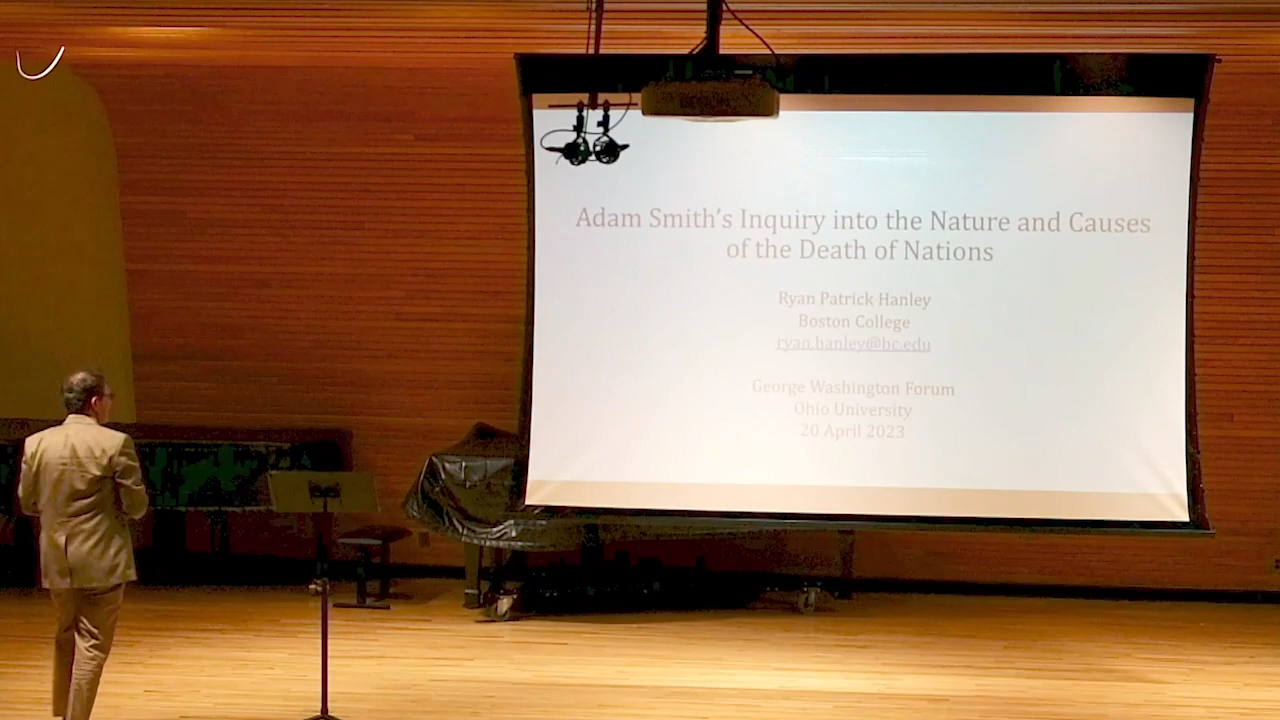 Adam Smith's Inquiry into the Nature and Causes
of the Death of Nations
Ryan Patrick Hanley
Boston College
ryan.hanley@bc.edu
George Washington Forum
Ohio University
20 April 2023